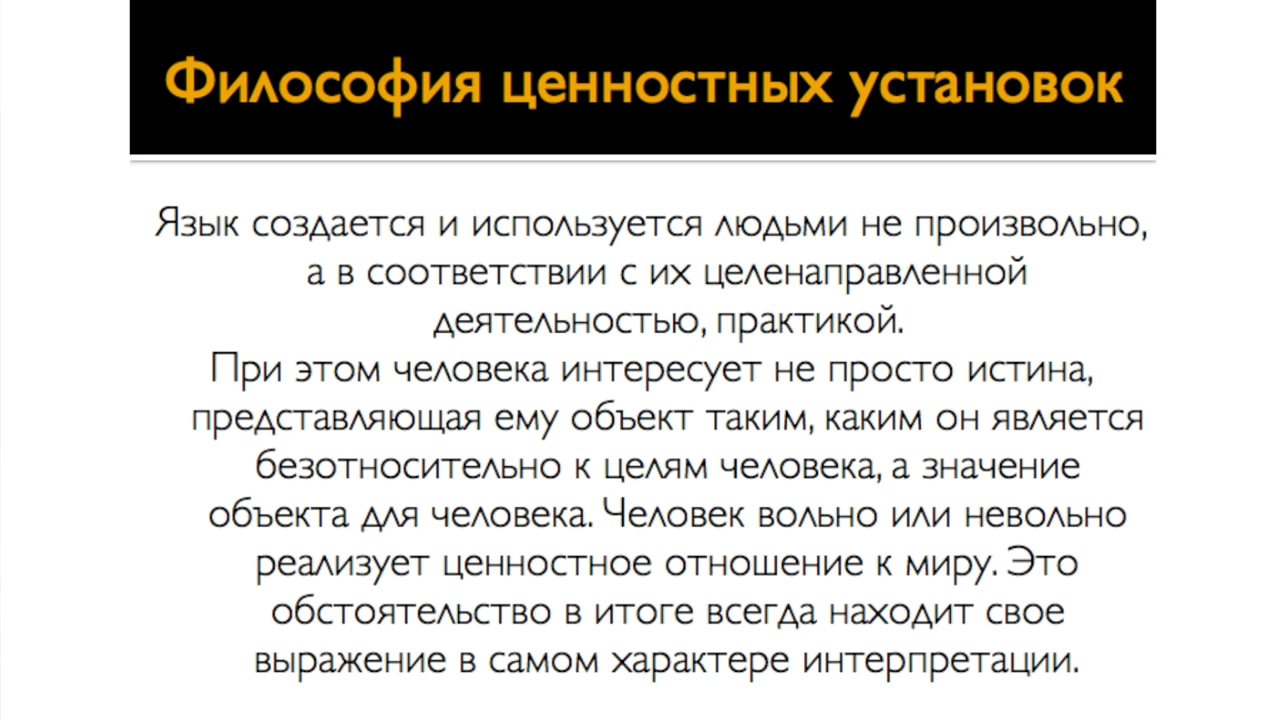 Философия ценностных установок
Язык создается и используется людьми не произвольно,
а в соответствии с их целенаправленной
деятельностью, практикой.
При этом человека интересует не просто истина,
представляющая ему объект таким, каким он является
безотносительно к целям человека, а значение
объекта для человека. Человек вольно или невольно
реализует ценностное отношение к миру. Это
обстоятельство в итоге всегда находит свое
выражение в самом характере интерпретации.